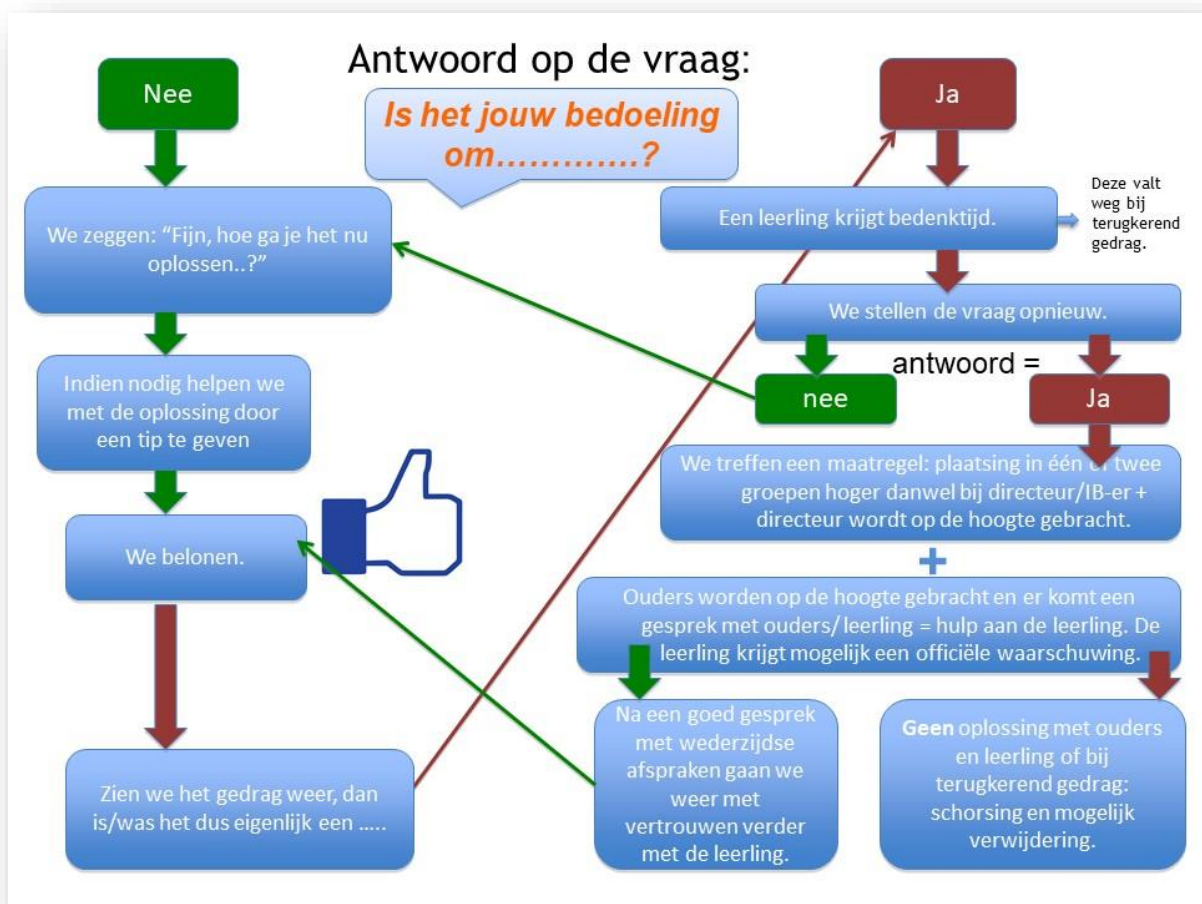 Antwoord op de vraag:
Is het jouw bedoeling
om………….?
Nee
We zeggen: “Fijn, hoe ga je het nu
oplossen..?”
Indien nodig helpen we
met de oplossing door
een tip te geven
We belonen.
Zien we het gedrag weer, dan
is/was het dus eigenlijk een …..
Ja
Een leerling krijgt bedenktijd.
Deze valt
weg bij
terugkerend
gedrag.
We stellen de vraag opnieuw.
antwoord =
nee
Ja
We treffen een maatregel: plaatsing in één of twee
groepen hoger danwel bij directeur/IB-er +
directeur wordt op de hoogte gebracht.
+
Ouders worden op de hoogte gebracht en er komt een
gesprek met ouders/ leerling = hulp aan de leerling. De
leerling krijgt mogelijk een officiële waarschuwing.
Na een goed gesprek
met wederzijdse
afspraken gaan we
weer met
vertrouwen verder
met de leerling.
Geen oplossing met ouders
en leerling of bij
terugkerend gedrag:
schorsing en mogelijk
verwijdering.